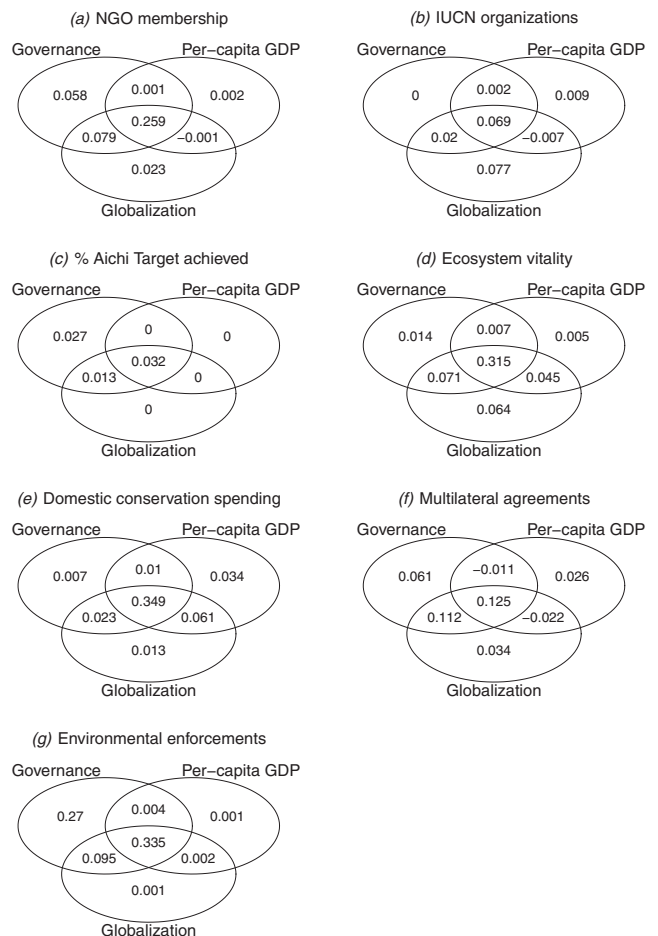 (a) NGO membership
Governance Per–capita GDP
0.058 0.001 0.002
0.259
0.079 −0.001
0.023
Globalization
(b) IUCN organizations
Governance Per–capita GDP
0 0.002 0.009
0.069
0.02 −0.007
0.077
Globalization
(c) % Aichi Target achieved
Governance Per–capita GDP
0.027 0 0
0.032
0.013 0
0
Globalization
(d) Ecosystem vitality
Governance Per–capita GDP
0.014 0.007 0.005
0.315
0.071 0.045
0.064
Globalization
(e) Domestic conservation spending
Governance Per–capita GDP
0.007 0.01 0.034
0.349
0.023 0.061
0.013
Globalization
(f) Multilateral agreements
Governance Per–capita GDP
0.061 −0.011 0.026
0.125
0.112 −0.022
0.034
Globalization
(g) Environmental enforcements
Governance Per–capita GDP
0.27 0.004 0.001
0.335
0.095 0.002
0.001
Globalization